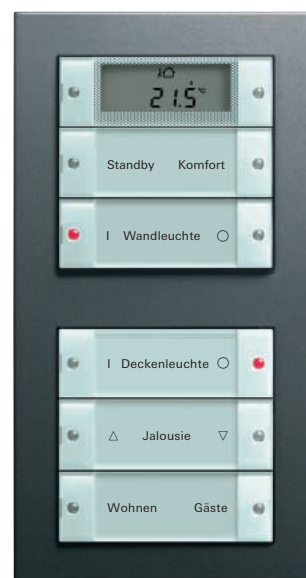 21.5 °C
Standby Komfort
I Wandleuchte ○
I Deckenleuchte ○
△ Jalousie ▽
Wohnen Gäste